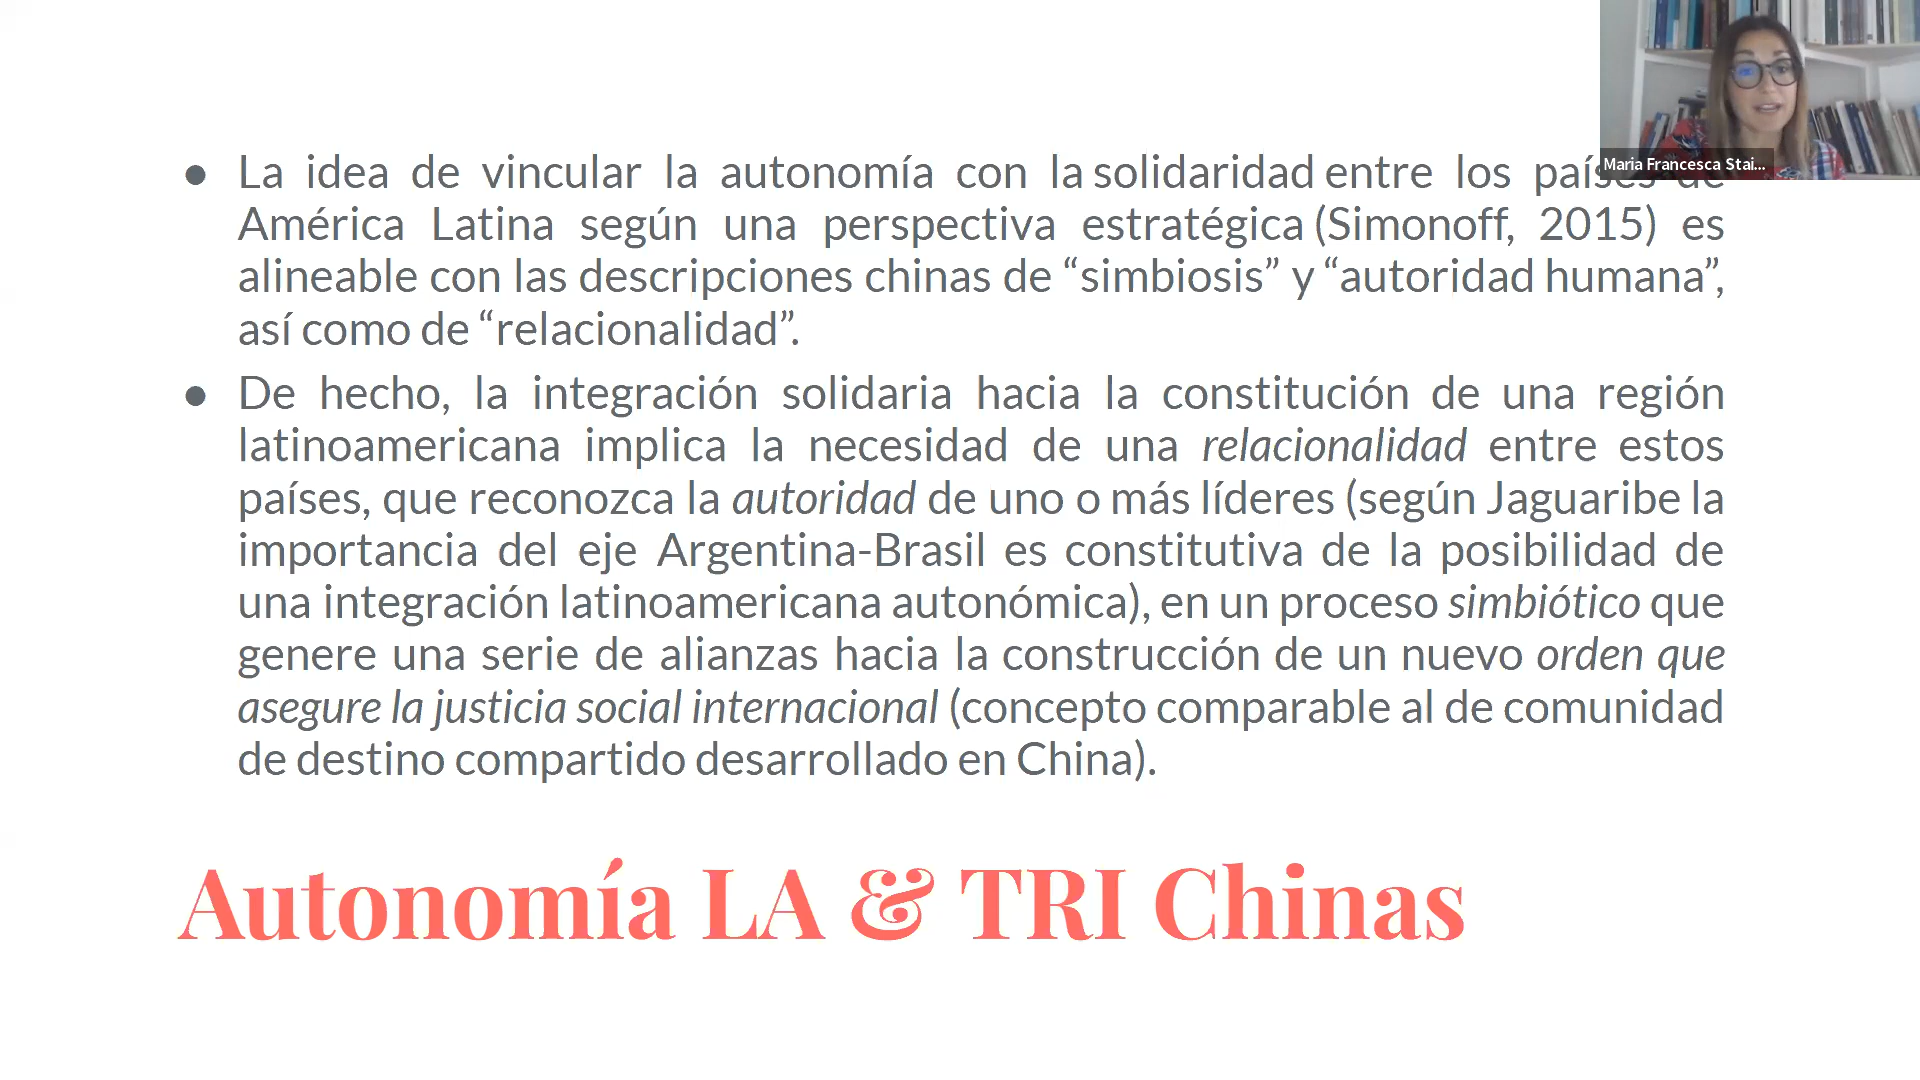 Maria Francesca Stai...
● La idea de vincular la autonomía con la solidaridad entre los países de
América Latina según una perspectiva estratégica (Simonoff, 2015) es
alineable con las descripciones chinas de “simbiosis” y “autoridad humana”,
así como de “relacionalidad”.
● De hecho, la integración solidaria hacia la constitución de una región
latinoamericana implica la necesidad de una relacionalidad entre estos
países, que reconozca la autoridad de uno o más líderes (según Jaguaribe la
importancia del eje Argentina-Brasil es constitutiva de la posibilidad de
una integración latinoamericana autonómica), en un proceso simbiótico que
genere una serie de alianzas hacia la construcción de un nuevo orden que
asegure la justicia social internacional (concepto comparable al de comunidad
de destino compartido desarrollado en China).
Autonomía LA & TRI Chinas